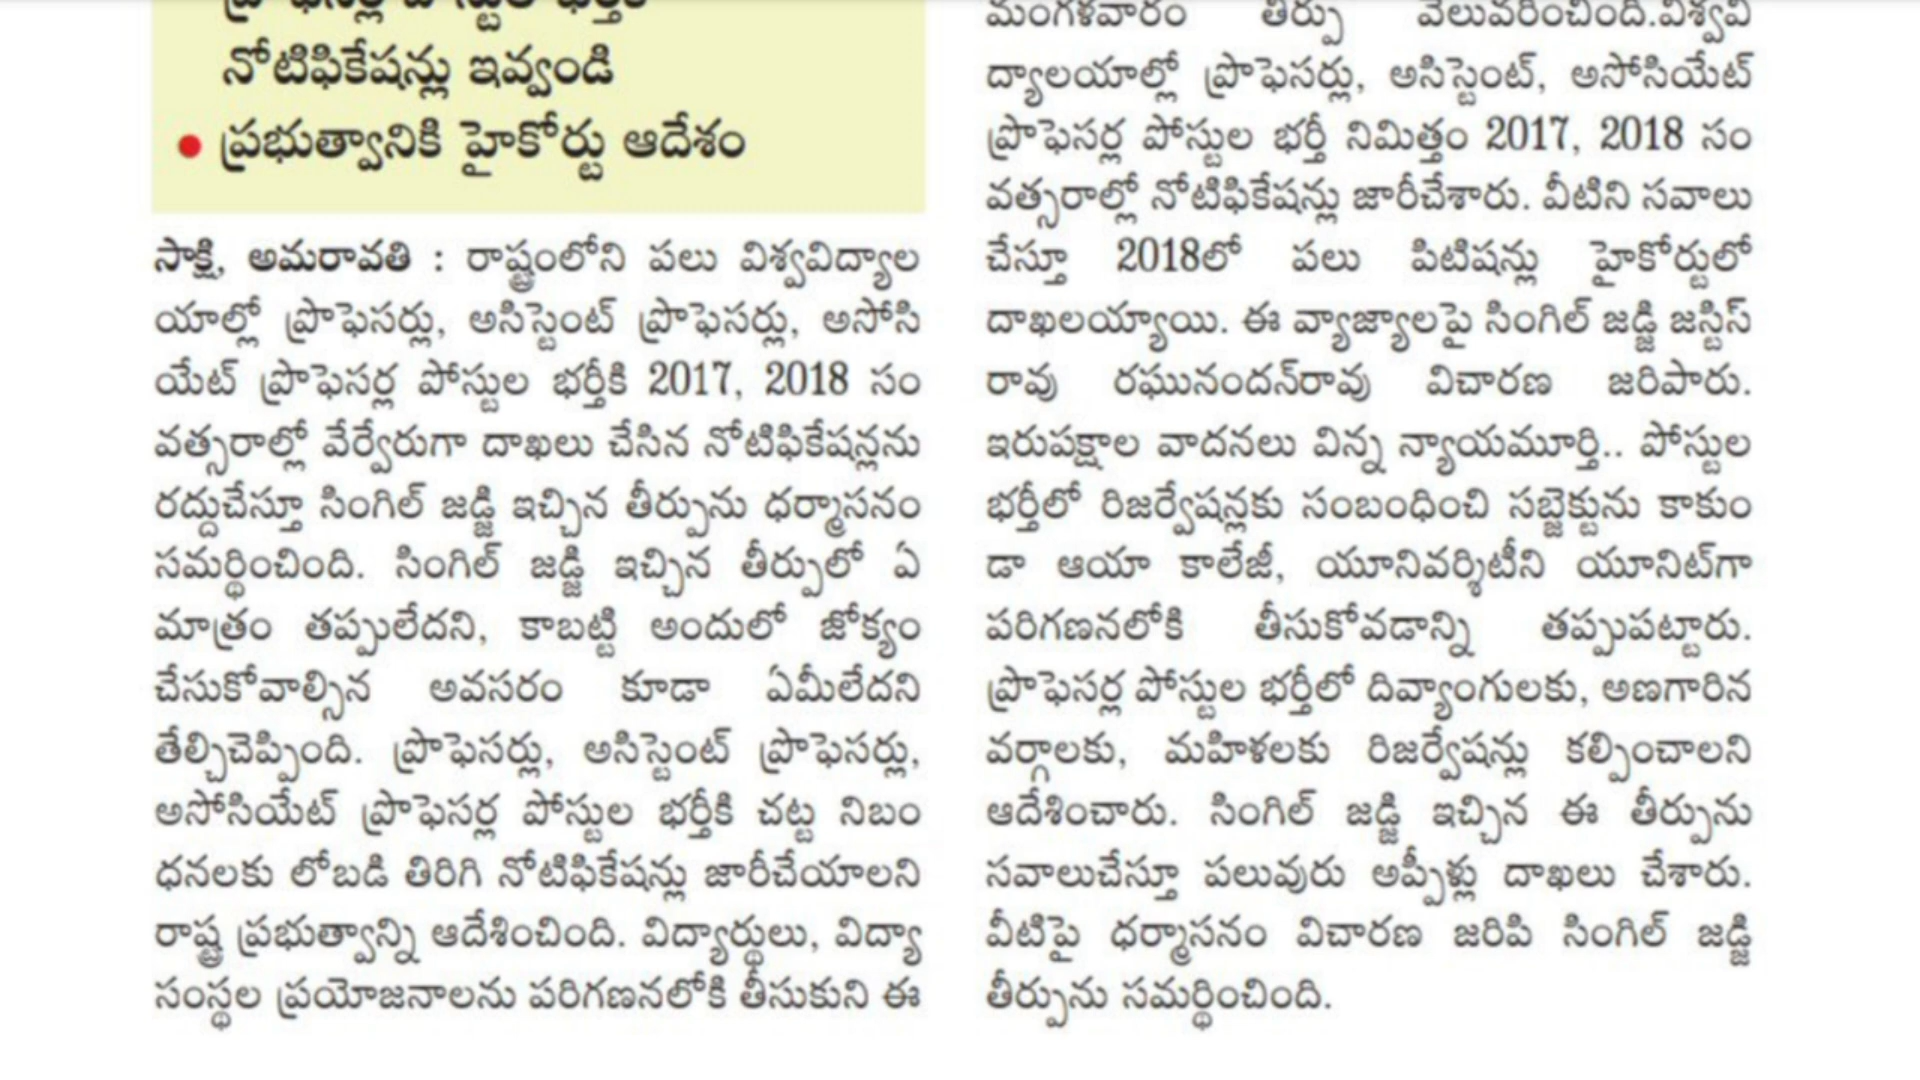 ప్రొఫెసర్ల పోస్టుల భర్తీకి
నోటిఫికేషన్లు ఇవ్వండి
● ప్రభుత్వానికి హైకోర్టు ఆదేశం
సాక్షి, అమరావతి : రాష్ట్రంలోని పలు విశ్వవిద్యాల
యాల్లో ప్రొఫెసర్లు, అసిస్టెంట్ ప్రొఫెసర్లు, అసోసి
యేట్ ప్రొఫెసర్ల పోస్టుల భర్తీకి 2017, 2018 సం
వత్సరాల్లో వేర్వేరుగా దాఖలు చేసిన నోటిఫికేషన్లను
రద్దుచేస్తూ సింగిల్ జడ్జి ఇచ్చిన తీర్పును ధర్మాసనం
సమర్థించింది. సింగిల్ జడ్జి ఇచ్చిన తీర్పులో ఏ
మాత్రం తప్పులేదని, కాబట్టి అందులో జోక్యం
చేసుకోవాల్సిన అవసరం కూడా ఏమీలేదని
తేల్చిచెప్పింది. ప్రొఫెసర్లు, అసిస్టెంట్ ప్రొఫెసర్లు,
అసోసియేట్ ప్రొఫెసర్ల పోస్టుల భర్తీకి చట్ట నిబం
ధనలకు లోబడి తిరిగి నోటిఫికేషన్లు జారీచేయాలని
రాష్ట్ర ప్రభుత్వాన్ని ఆదేశించింది. విద్యార్థులు, విద్యా
సంస్థల ప్రయోజనాలను పరిగణనలోకి తీసుకుని ఈ
మంగళవారం తీర్పు వెలువరించింది.విశ్వవి
ద్యాలయాల్లో ప్రొఫెసర్లు, అసిస్టెంట్, అసోసియేట్
ప్రొఫెసర్ల పోస్టుల భర్తీ నిమిత్తం 2017, 2018 సం
వత్సరాల్లో నోటిఫికేషన్లు జారీచేశారు. వీటిని సవాలు
చేస్తూ 2018లో పలు పిటిషన్లు హైకోర్టులో
దాఖలయ్యాయి. ఈ వ్యాజ్యాలపై సింగిల్ జడ్జి జస్టిస్
రావు రఘునందన్‌రావు విచారణ జరిపారు.
ఇరుపక్షాల వాదనలు విన్న న్యాయమూర్తి.. పోస్టుల
భర్తీలో రిజర్వేషన్లకు సంబంధించి సబ్జెక్టును కాకుం
డా ఆయా కాలేజీ, యూనివర్శిటీని యూనిట్‌గా
పరిగణనలోకి తీసుకోవడాన్ని తప్పుపట్టారు.
ప్రొఫెసర్ల పోస్టుల భర్తీలో దివ్యాంగులకు, అణగారిన
వర్గాలకు, మహిళలకు రిజర్వేషన్లు కల్పించాలని
ఆదేశించారు. సింగిల్ జడ్జి ఇచ్చిన ఈ తీర్పును
సవాలుచేస్తూ పలువురు అప్పీళ్లు దాఖలు చేశారు.
వీటిపై ధర్మాసనం విచారణ జరిపి సింగిల్ జడ్జి
తీర్పును సమర్థించింది.